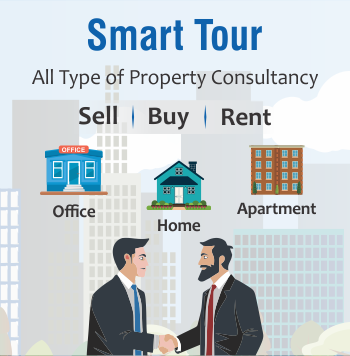 Smart Tour
All Type of Property Consultancy
Sell | Buy | Rent
OFFICE
Office
Home
Apartment